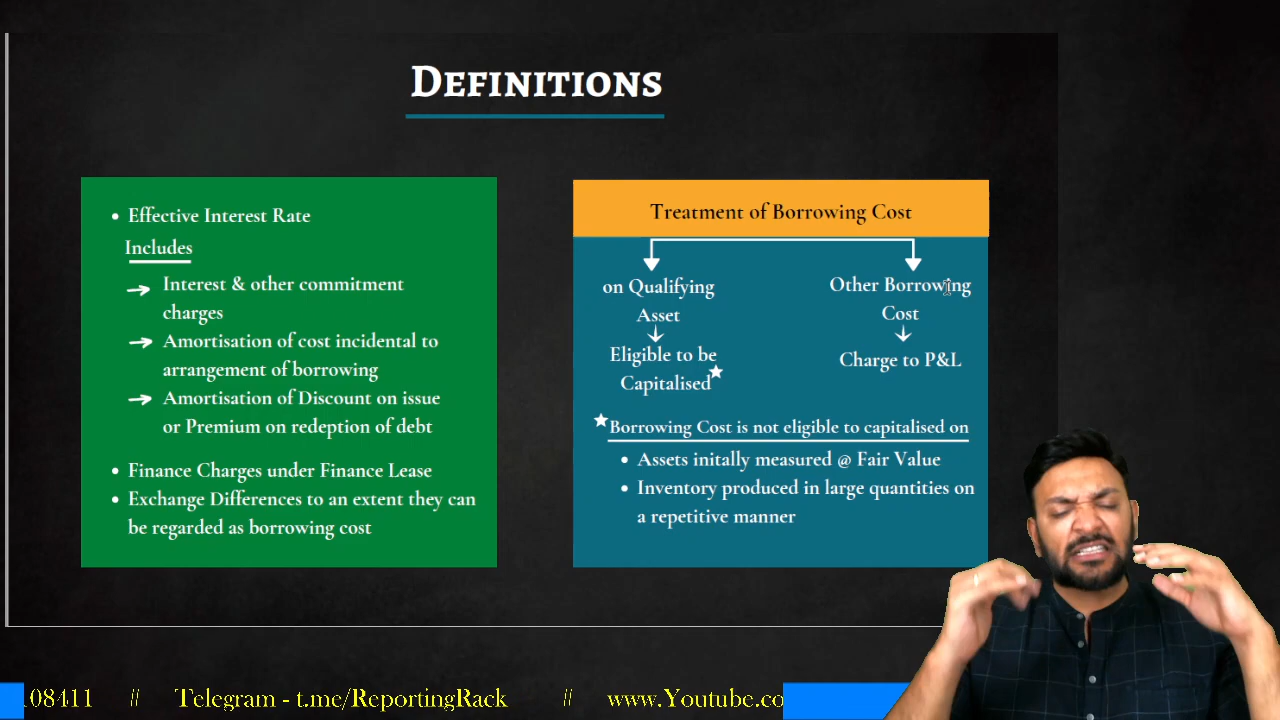 DEFINITIONS
• Effective Interest Rate
Includes
Interest & other commitment
charges
Amortisation of cost incidental to
arrangement of borrowing
Amortisation of Discount on issue
or Premium on redeption of debt
• Finance Charges under Finance Lease
• Exchange Differences to an extent they can
be regarded as borrowing cost
Treatment of Borrowing Cost
on Qualifying
Asset
Eligible to be
Capitalised
Other Borrowing
Cost
Charge to P&L
Borrowing Cost is not eligible to capitalised on
• Assets initally measured @ Fair Value
• Inventory produced in large quantities on
a repetitive manner
08411 // Telegram - t.me/ReportingRack // www.Youtube.co